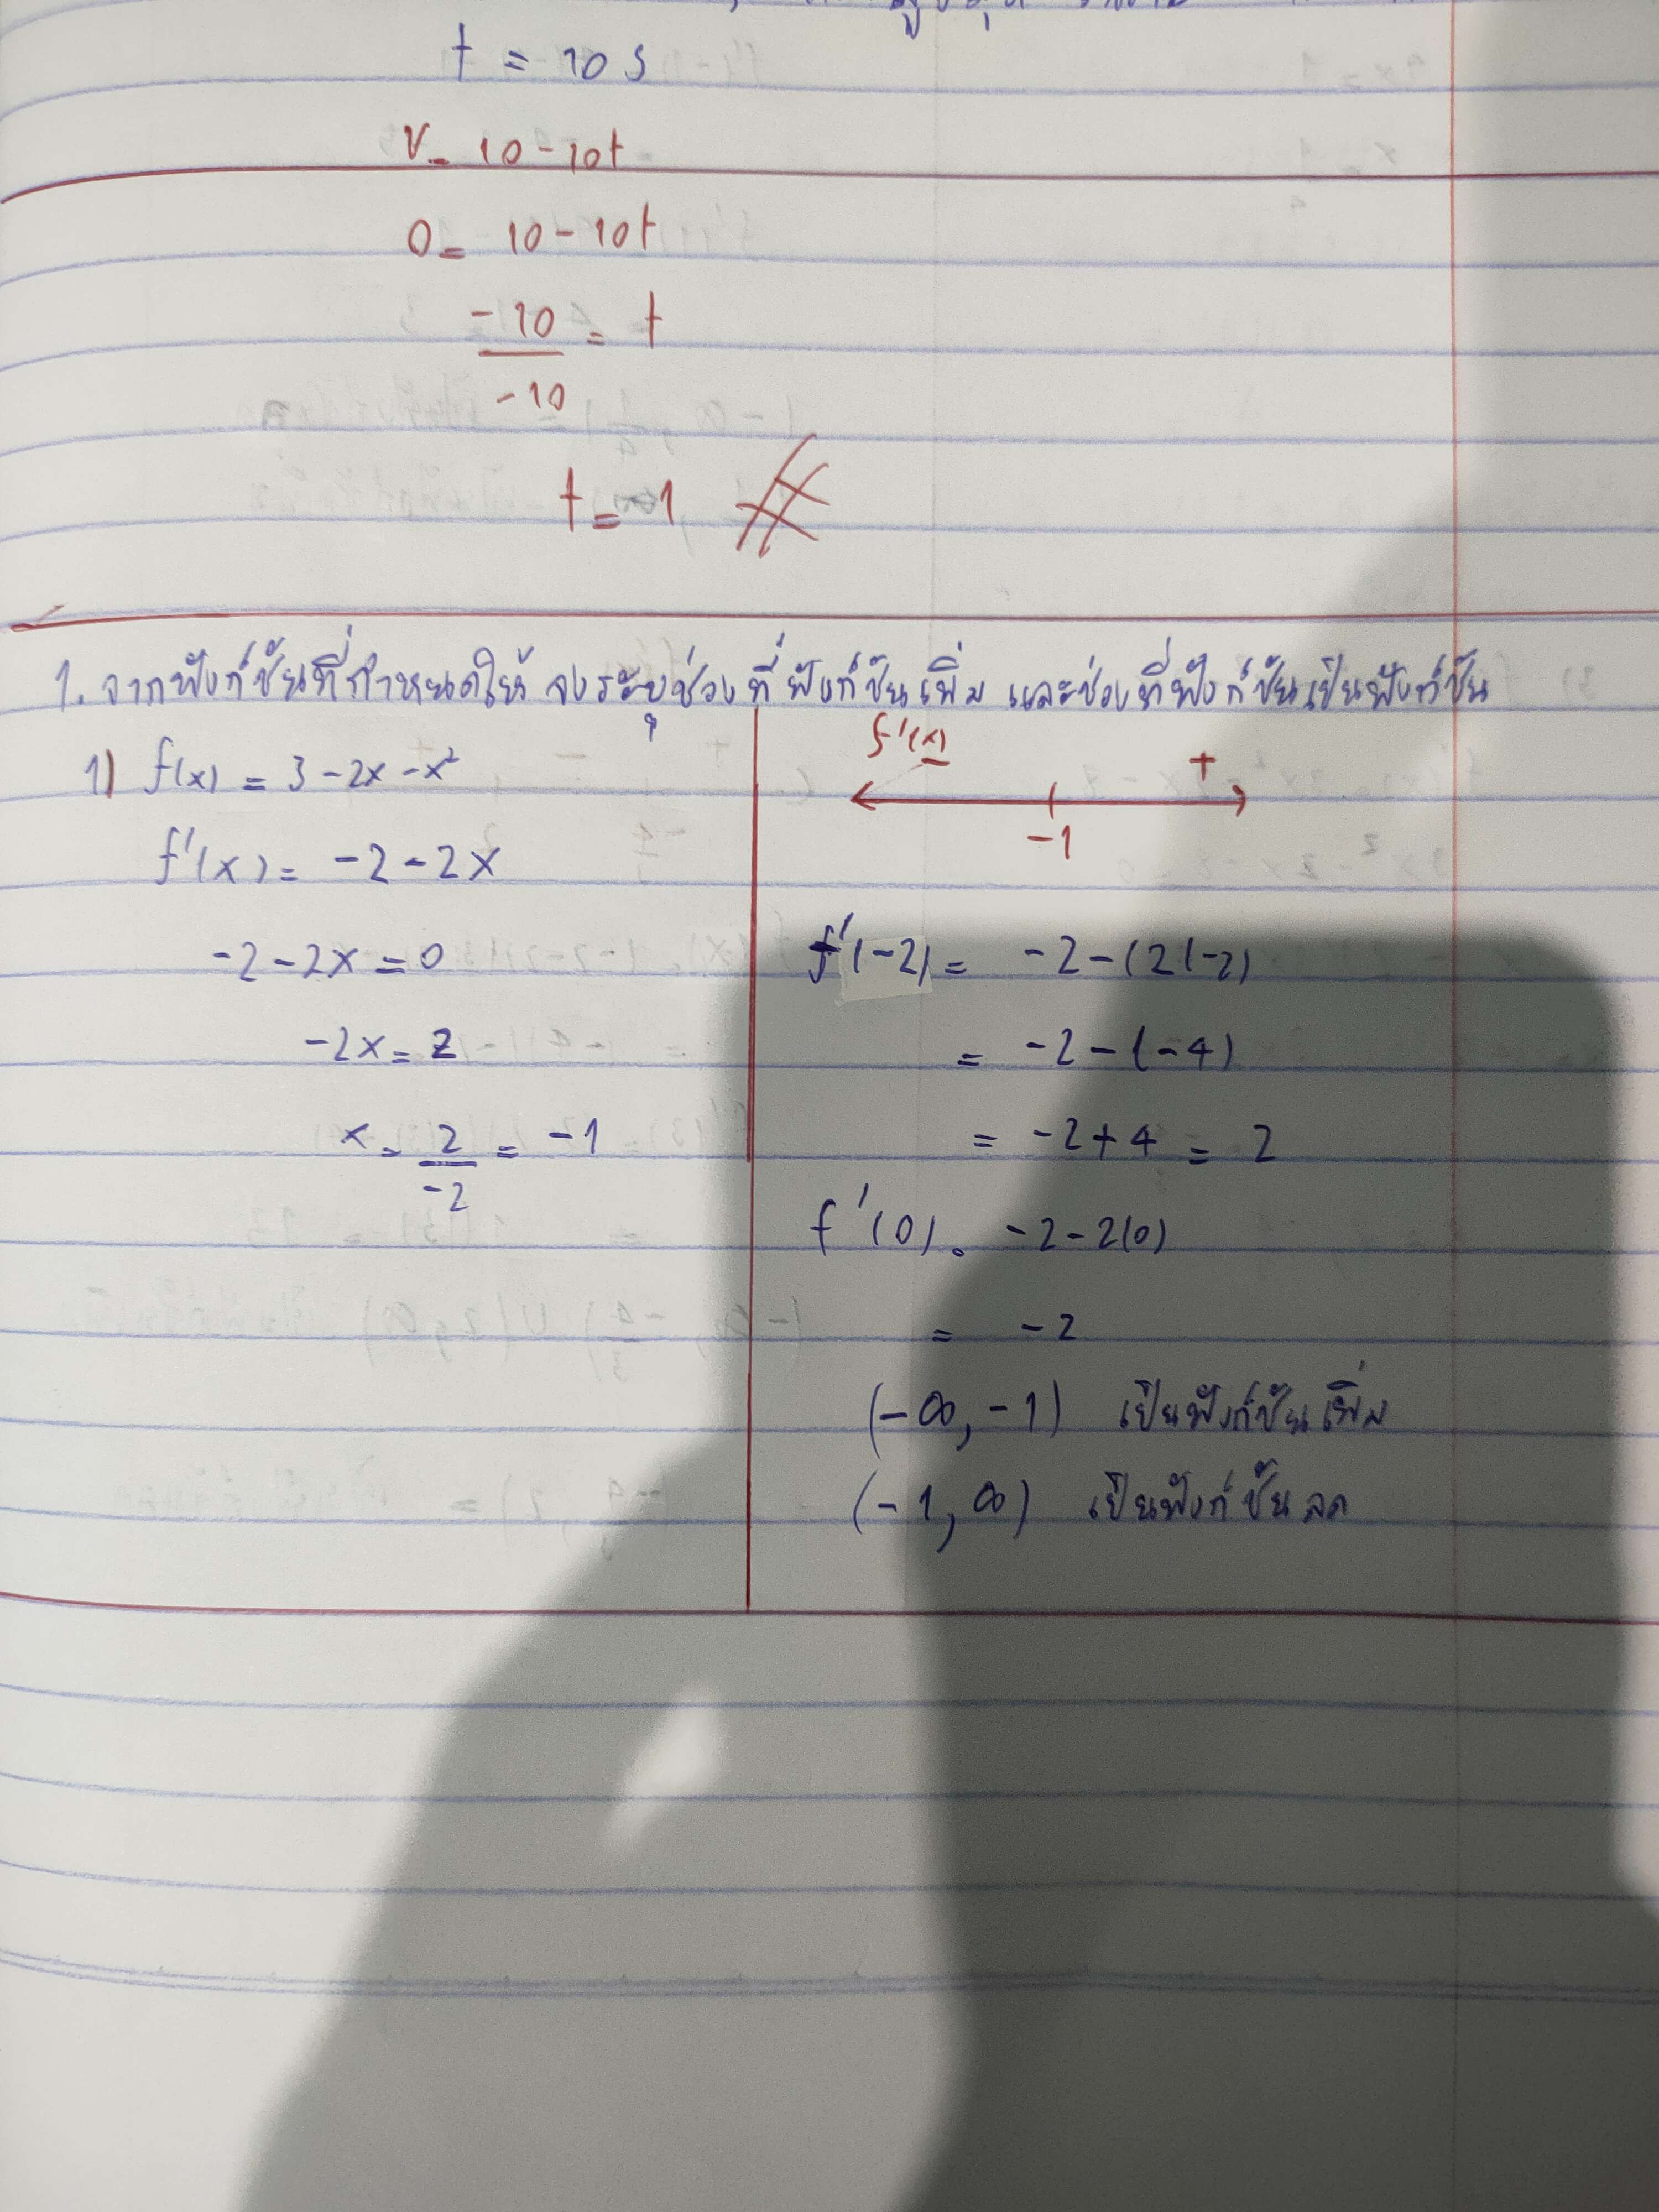 t = 10 s
v = 10 - 10t
0 = 10 - 10t
-10 = t
-10
t = 1
1. จากฟังก์ชันที่กำหนดให้ จงระบุช่วงที่ฟังก์ชันเพิ่ม และช่วงที่ฟังก์ชันเป็นฟังก์ชัน
1) f(x) = 3 - 2x - x²
f'(x) = -2 - 2x
-2 - 2x = 0
-2x = 2
x = 2 = -1
-2
f'(x)
- +
-1
f'(-2) = -2 - (2(-2)
= -2 - (-4)
= -2 + 4 = 2
f'(0) = -2 - 2(0)
= -2
(-∞, -1) เป็นฟังก์ชันเพิ่ม
(-1, ∞) เป็นฟังก์ชันลด